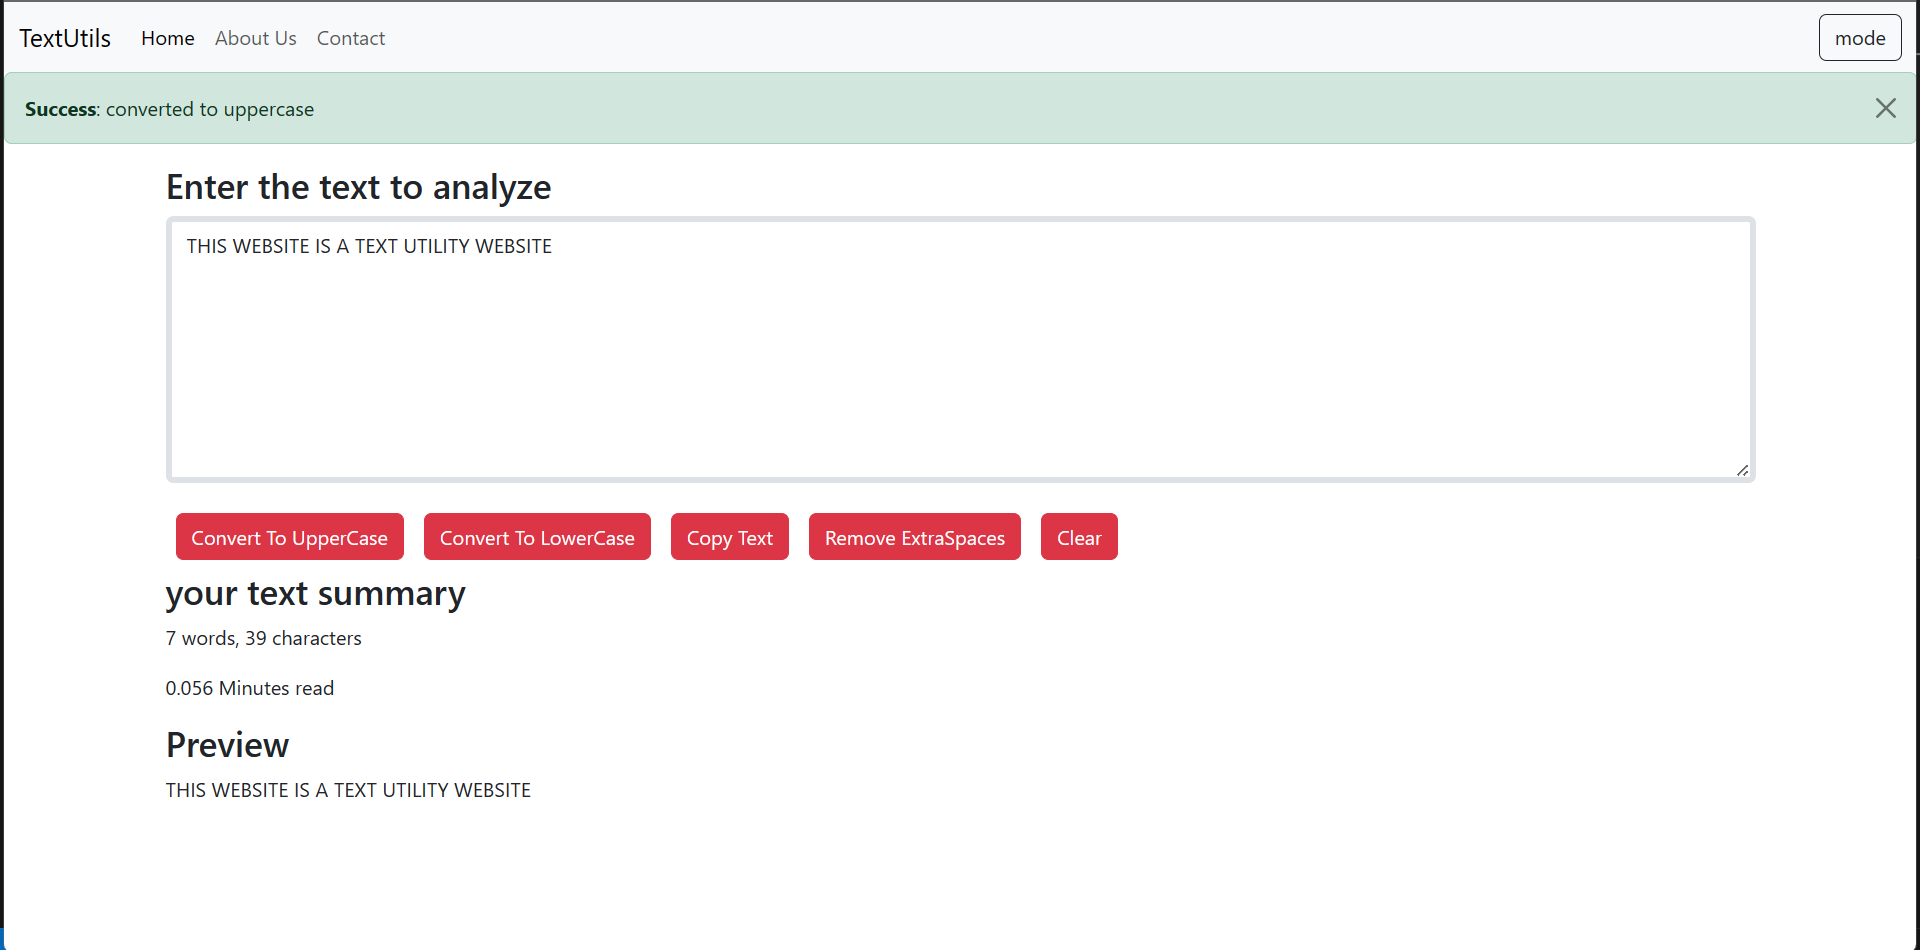 TextUtils Home About Us Contact mode
Success: converted to uppercase
Enter the text to analyze
THIS WEBSITE IS A TEXT UTILITY WEBSITE
Convert To UpperCase Convert To LowerCase Copy Text Remove ExtraSpaces Clear
your text summary
7 words, 39 characters
0.056 Minutes read
Preview
THIS WEBSITE IS A TEXT UTILITY WEBSITE